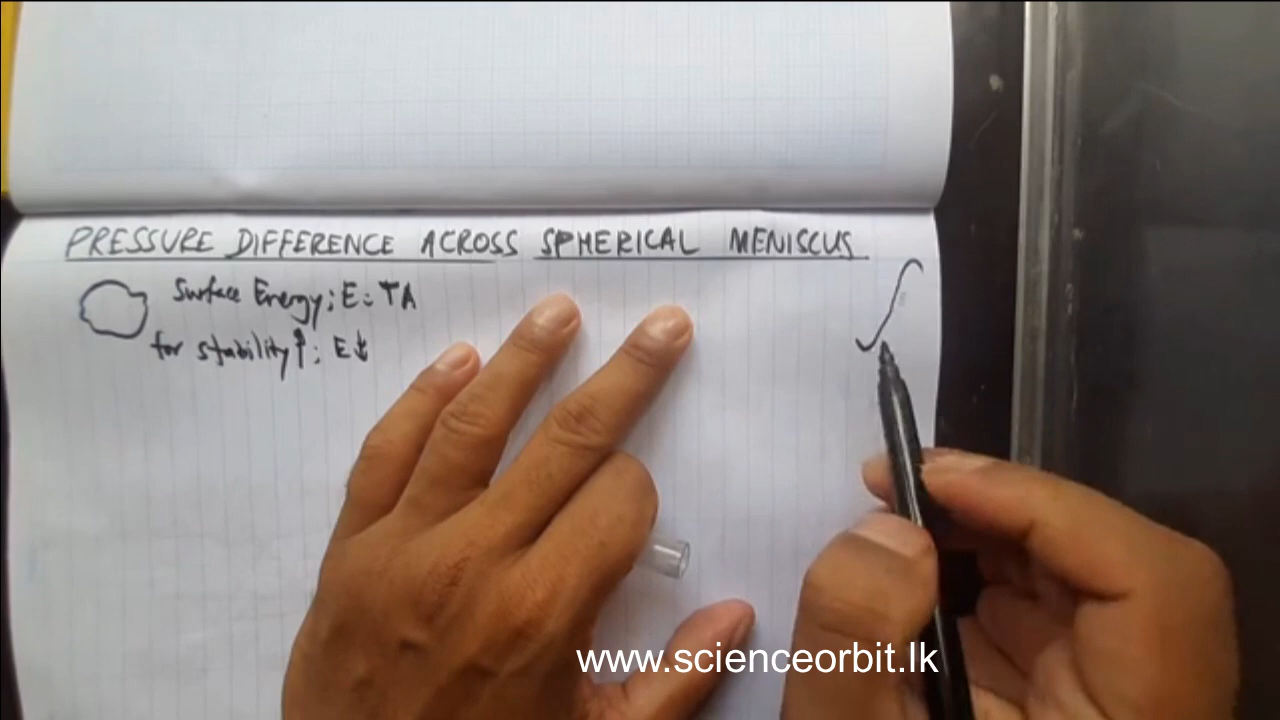 PRESSURE DIFFERENCE ACROSS SPHERICAL MENISCUS
Surface Energy; E = TA
for stability↑; E↓
www.scienceorbit.lk